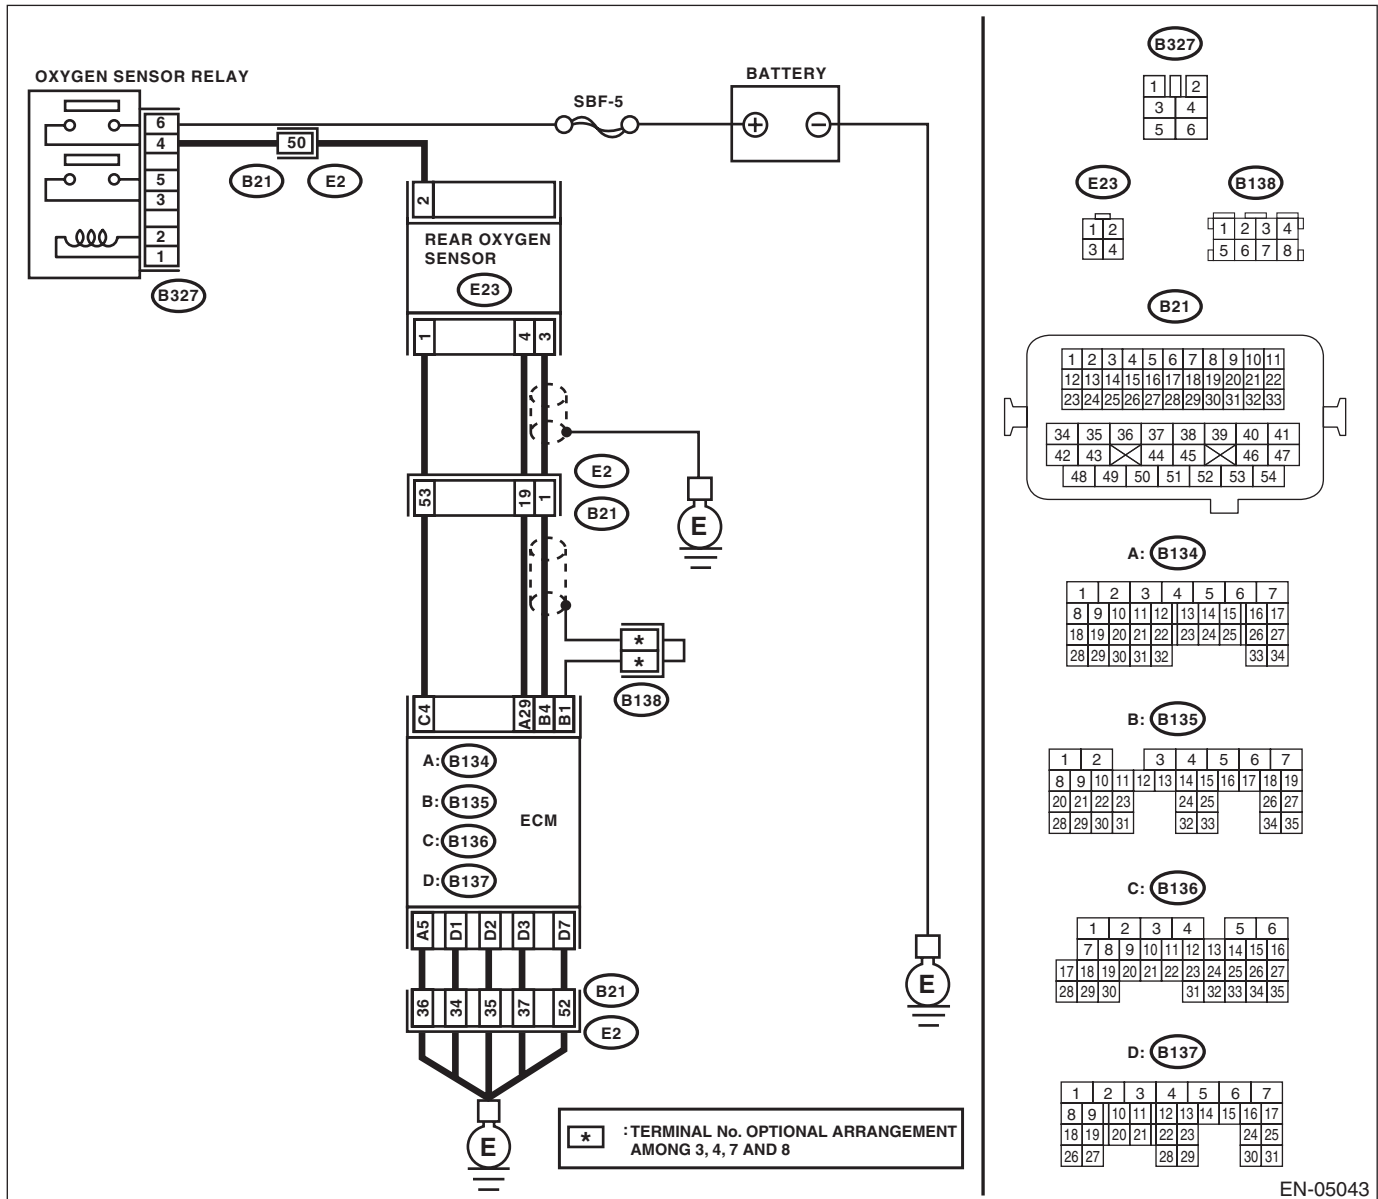 OXYGEN SENSOR RELAY
BATTERY
SBF-5
6
4
5
3
2
1
50
B21
E2
B327
2
REAR OXYGEN
SENSOR
E23
1
4
3
E2
53
19
1
B21
E
B138
*
*
C4
A29
B4
B1
A: B134
B: B135
ECM
C: B136
D: B137
A5
D1
D2
D3
D7
B21
36
34
35
37
52
E2
E
E
* : TERMINAL No. OPTIONAL ARRANGEMENT
AMONG 3, 4, 7 AND 8
B327
1 2
3 4
5 6
E23
1 2
3 4
B138
1 2 3 4
5 6 7 8
B21
1 2 3 4 5 6 7 8 9 10 11
12 13 14 15 16 17 18 19 20 21 22
23 24 25 26 27 28 29 30 31 32 33
34 35 36 37 38 39 40 41
42 43 44 45 46 47
48 49 50 51 52 53 54
A: B134
1 2 3 4 5 6 7
8 9 10 11 12 13 14 15 16 17
18 19 20 21 22 23 24 25 26 27
28 29 30 31 32 33 34
B: B135
1 2 3 4 5 6 7
8 9 10 11 12 13 14 15 16 17 18 19
20 21 22 23 24 25 26 27
28 29 30 31 32 33 34 35
C: B136
1 2 3 4 5 6
7 8 9 10 11 12 13 14 15 16
17 18 19 20 21 22 23 24 25 26 27
28 29 30 31 32 33 34 35
D: B137
1 2 3 4 5 6 7
8 9 10 11 12 13 14 15 16 17
18 19 20 21 22 23 24 25
26 27 28 29 30 31
EN-05043